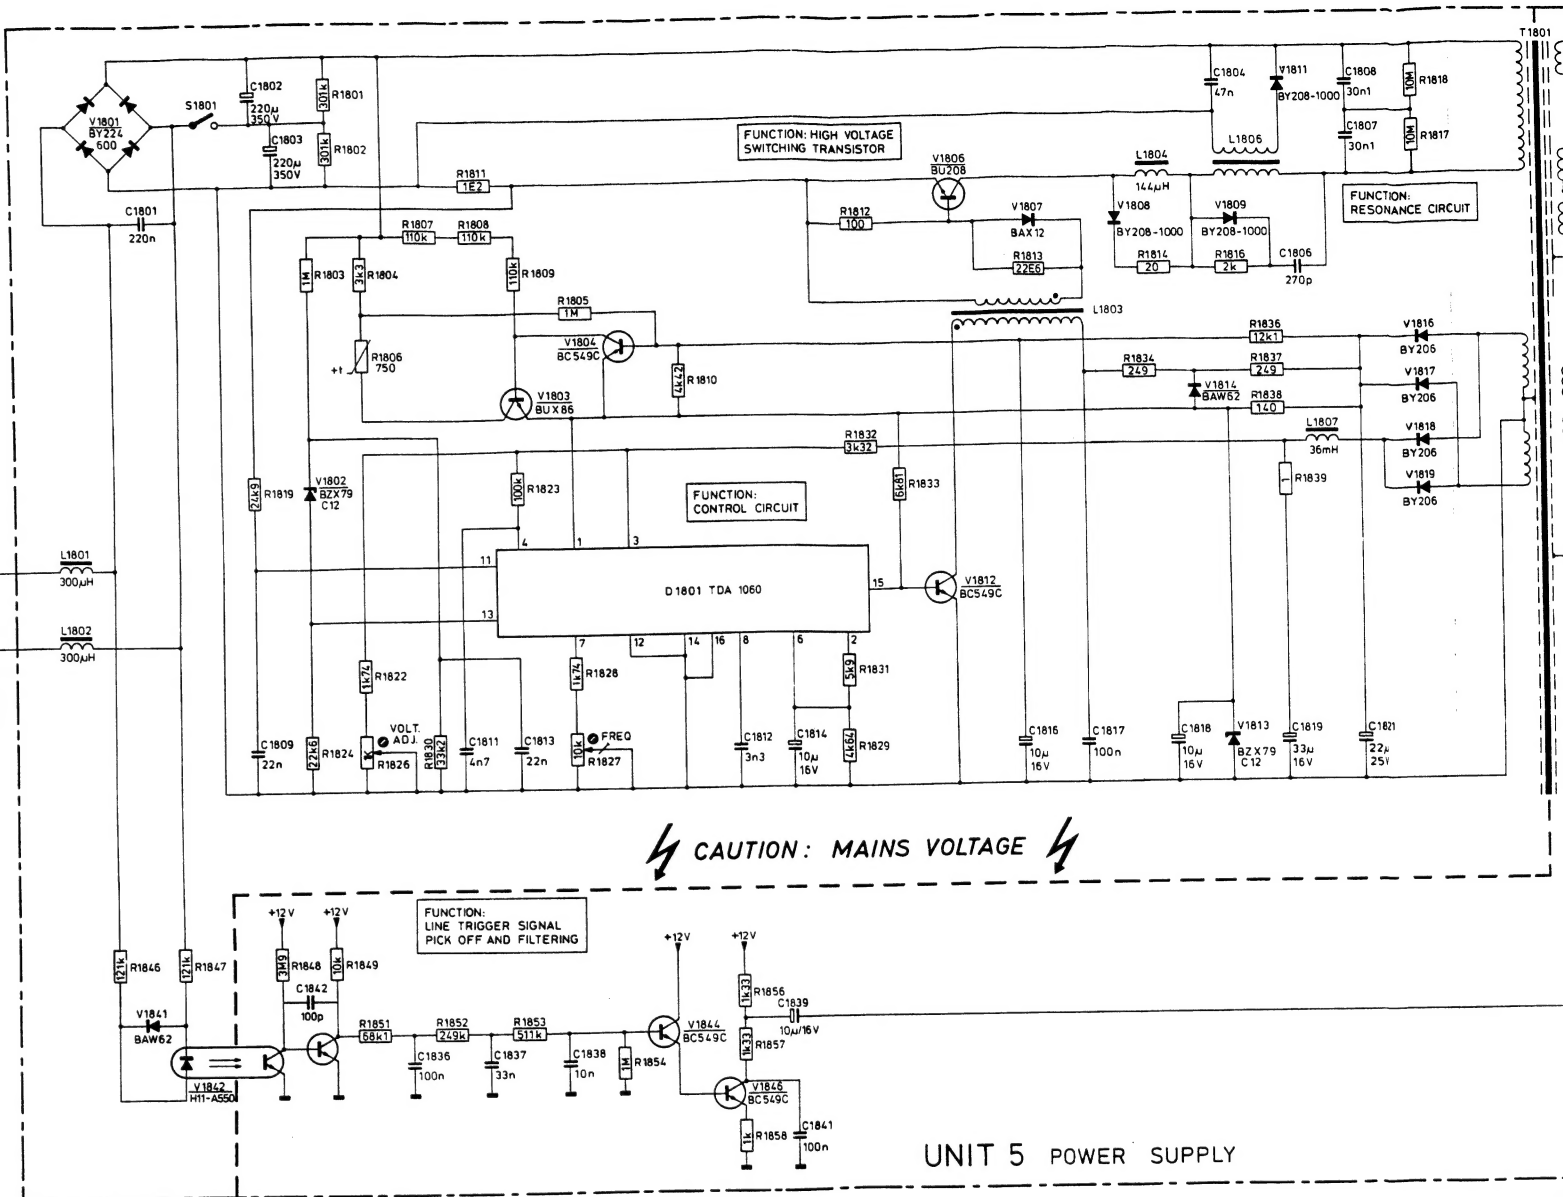 T1801
C1802
220µ
350V
301k
R1801
S1801
V1801
BY224
600
C1803
220µ
350V
301k
R1802
C1801
220n
R1811
1E2
FUNCTION: HIGH VOLTAGE
SWITCHING TRANSISTOR
C1804
47n
V1811
BY208-1000
C1808
30n1
10M
R1818
C1807
30n1
10M
R1817
L1806
V1806
BU208
L1804
144µH
FUNCTION:
RESONANCE CIRCUIT
R1807
110k
R1808
110k
R1812
100
V1807
BAX12
V1808
BY208-1000
V1809
BY208-1000
1M
R1803
3k3
R1804
110k
R1809
R1813
22E6
R1814
20
R1816
2k
C1806
270p
R1805
1M
L1803
V1804
BC549C
R1806
750
+t
R1836
12k1
V1816
BY206
R1834
249
R1837
249
V1817
BY206
V1814
BAW62
R1838
140
4k42
R1810
V1803
BUX86
L1807
36mH
V1818
BY206
V1819
BY206
R1832
3k32
24k9
R1819
V1802
BZX79
C12
100k
R1823
FUNCTION:
CONTROL CIRCUIT
6k81
R1833
1
R1839
4
1
3
11
13
D1801 TDA 1060
15
V1812
BC549C
7
12
14
16
8
6
2
L1801
300µH
L1802
300µH
1k74
R1822
1k74
R1828
5k9
R1831
C1809
22n
22k6
R1824
VOLT.
ADJ.
1K
R1826
R1830
33k2
C1811
4n7
C1813
22n
FREQ
10k
R1827
C1812
3n3
C1814
10µ
16V
4k64
R1829
C1816
10µ
16V
C1817
100n
C1818
10µ
16V
V1813
BZX79
C12
C1819
33µ
16V
C1821
22µ
25V
CAUTION: MAINS VOLTAGE
+12V
+12V
FUNCTION:
LINE TRIGGER SIGNAL
PICK OFF AND FILTERING
+12V
+12V
121k
R1846
121k
R1847
3M9
R1848
10k
R1849
C1842
100p
V1841
BAW62
R1851
68k1
R1852
249k
R1853
511k
V1844
BC549C
1k33
R1856
C1839
10µ/16V
1k33
R1857
C1836
100n
C1837
33n
C1838
10n
1M
R1854
V1842
H11-A550
V1846
BC549C
1k
R1858
C1841
100n
UNIT 5 POWER SUPPLY